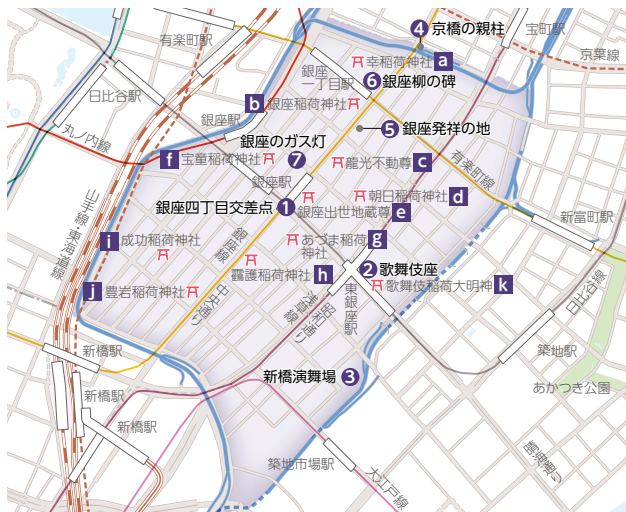 4 京橋の親柱
宝町駅
有楽町駅
幸稲荷神社 a
京葉線
銀座
一丁目駅
6 銀座柳の碑
日比谷駅
b 銀座稲荷神社
銀座駅
5 銀座発祥の地
丸ノ内線
銀座のガス灯
7
f 宝童稲荷神社
龍光不動尊 c
有楽町線
銀座駅
朝日稲荷神社 d
山手線・東海道線
銀座四丁目交差点 1
銀座出世地蔵尊
e
新富町駅
i 成功稲荷神社
銀座線
あづま稲荷
神社
g
靍護稲荷神社 h
2 歌舞伎座
歌舞伎稲荷大明神 k
j 豊岩稲荷神社
中央通り
昭和通り
浅草線
東銀座駅
日比谷線
新橋駅
築地駅
新橋演舞場 3
あかつき公園
新橋駅
新橋駅
築地市場駅
大江戸線